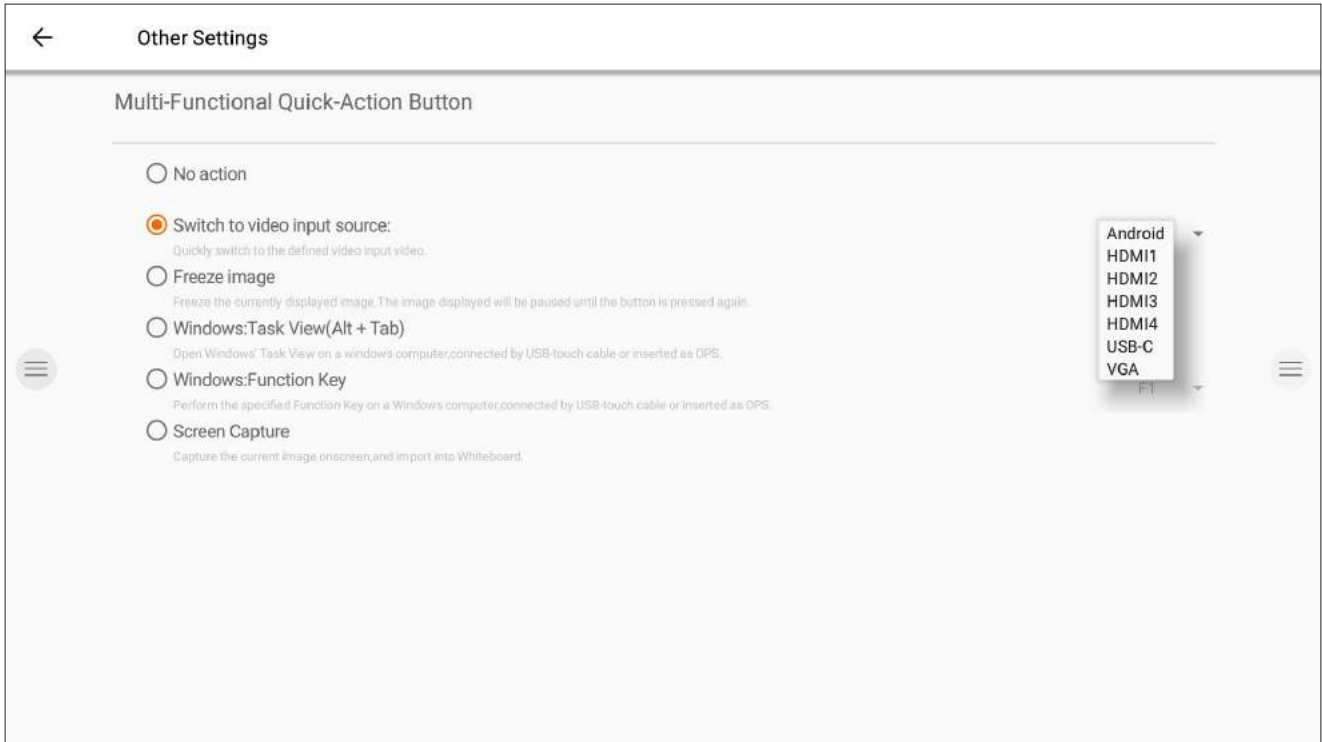 Other Settings
Multi-Functional Quick-Action Button
No action
Switch to video input source:
Quickly switch to the defined video input video.
Freeze image
Freeze the currently displayed image.The image displayed will be paused until the button is pressed again.
Windows:Task View(Alt + Tab)
Open Windows' Task View on a windows computer,connected by USB-touch cable or inserted as OPS.
Windows:Function Key
Perform the specified Function Key on a Windows computer,connected by USB-touch cable or inserted as OPS.
Screen Capture
Capture the current image onscreen,and import into Whiteboard.
Android
HDMI1
HDMI2
HDMI3
HDMI4
USB-C
VGA
F1